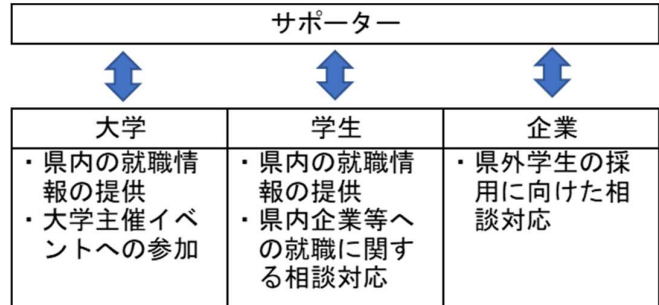 サポーター
大学
・県内の就職情
報の提供
・大学主催イベ
ントへの参加
学生
・県内の就職情
報の提供
・県内企業等へ
の就職に関す
る相談対応
企業
・県外学生の採
用に向けた相
談対応